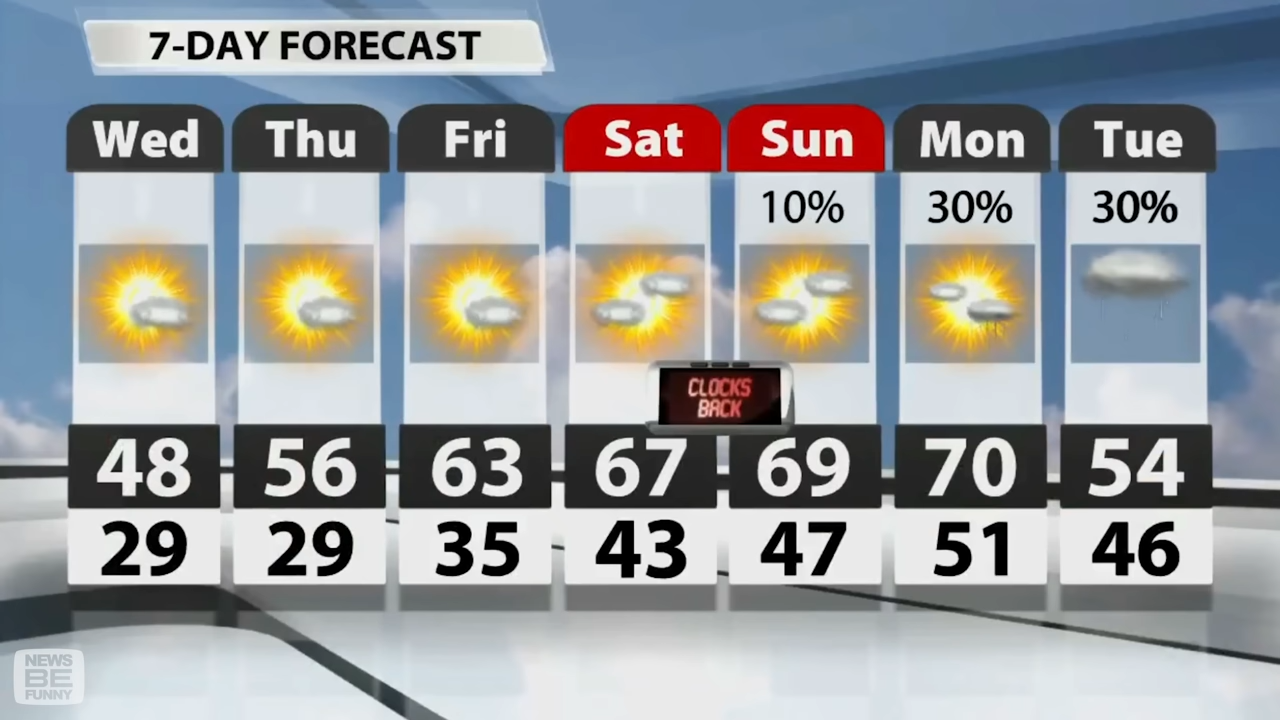 7-DAY FORECAST
Wed Thu Fri Sat Sun Mon Tue
10% 30% 30%
CLOCKS
BACK
48 56 63 67 69 70 54
29 29 35 43 47 51 46
NEWS
BE
FUNNY